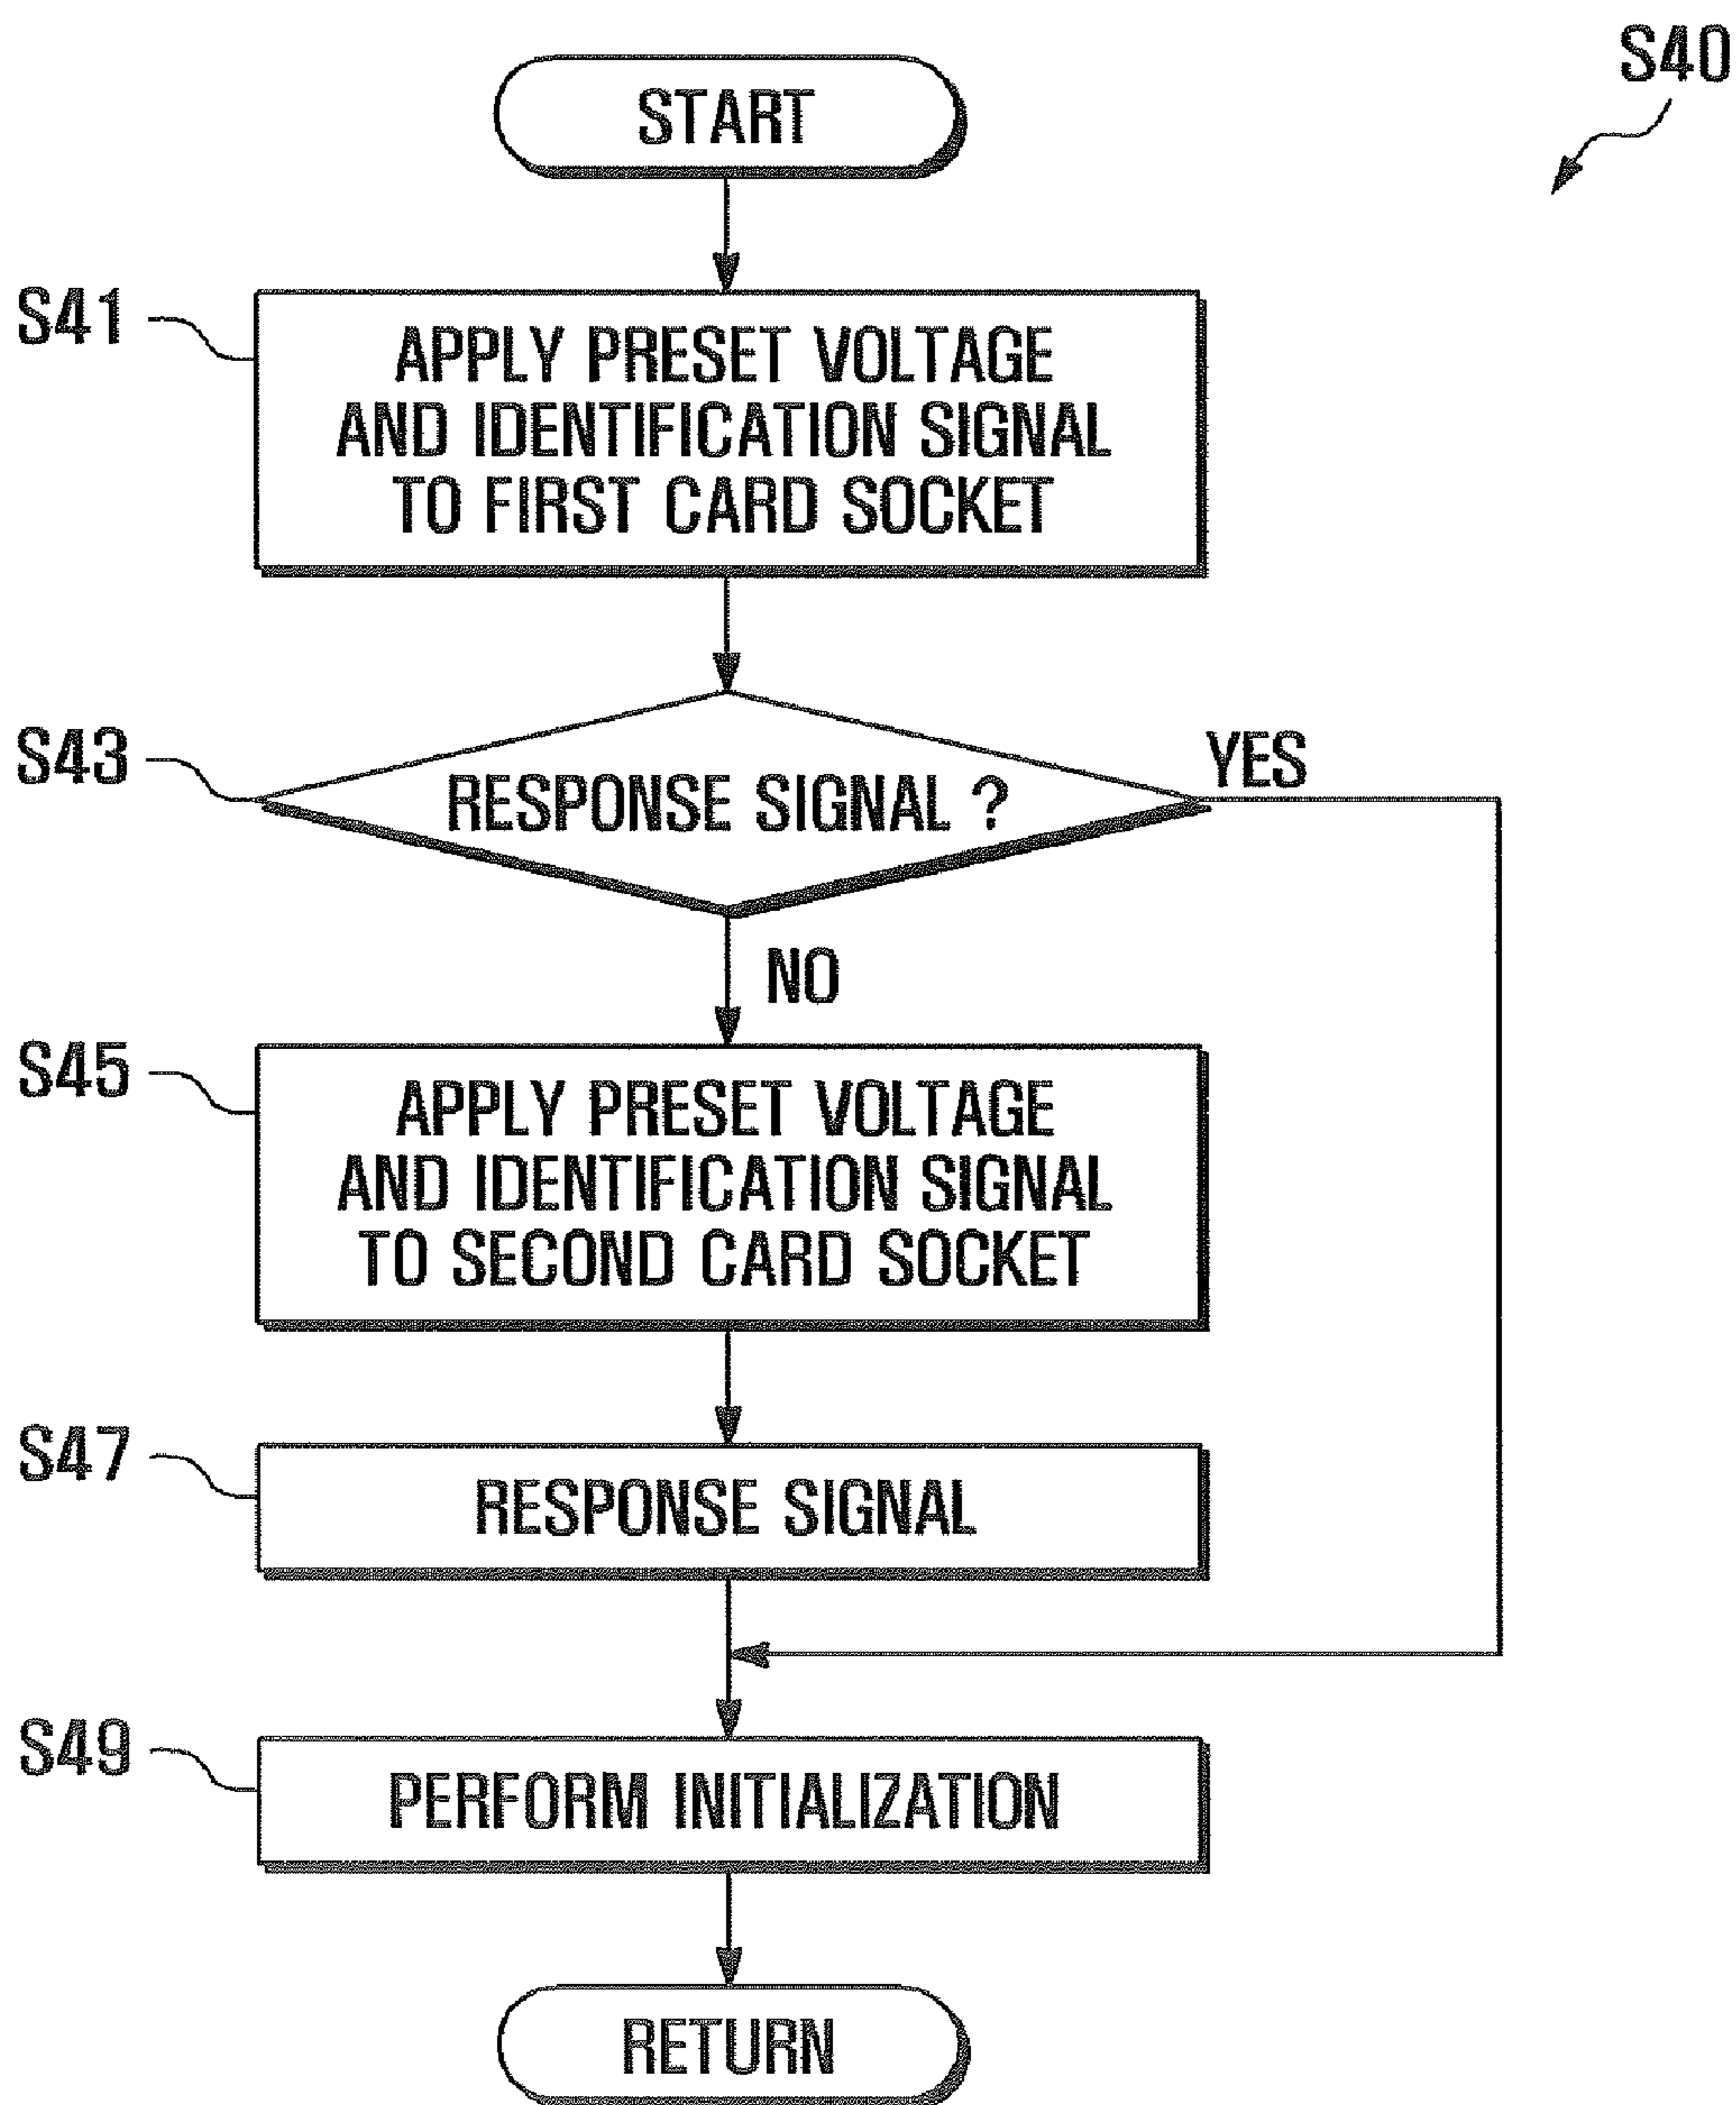 S40
START
S41
APPLY PRESET VOLTAGE
AND IDENTIFICATION SIGNAL
TO FIRST CARD SOCKET
S43
RESPONSE SIGNAL ?
YES
NO
S45
APPLY PRESET VOLTAGE
AND IDENTIFICATION SIGNAL
TO SECOND CARD SOCKET
S47
RESPONSE SIGNAL
S49
PERFORM INITIALIZATION
RETURN